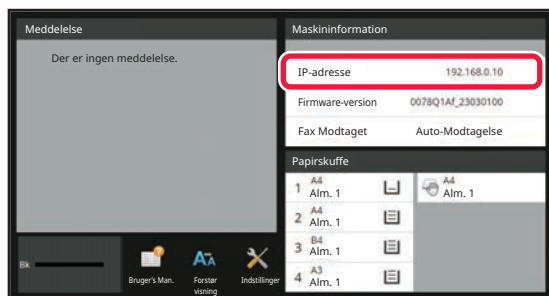 Meddelelse
Der er ingen meddelelse.
Maskininformation
IP-adresse 192.168.0.10
Firmware-version 0078Q1Af_23030100
Fax Modtaget Auto-Modtagelse
Papirskuffe
1 A4
Alm. 1
A4
Alm. 1
2 A4
Alm. 1
3 B4
Alm. 1
4 A3
Alm. 1
Bk
Bruger's Man.
Forstør
visning
Indstillinger